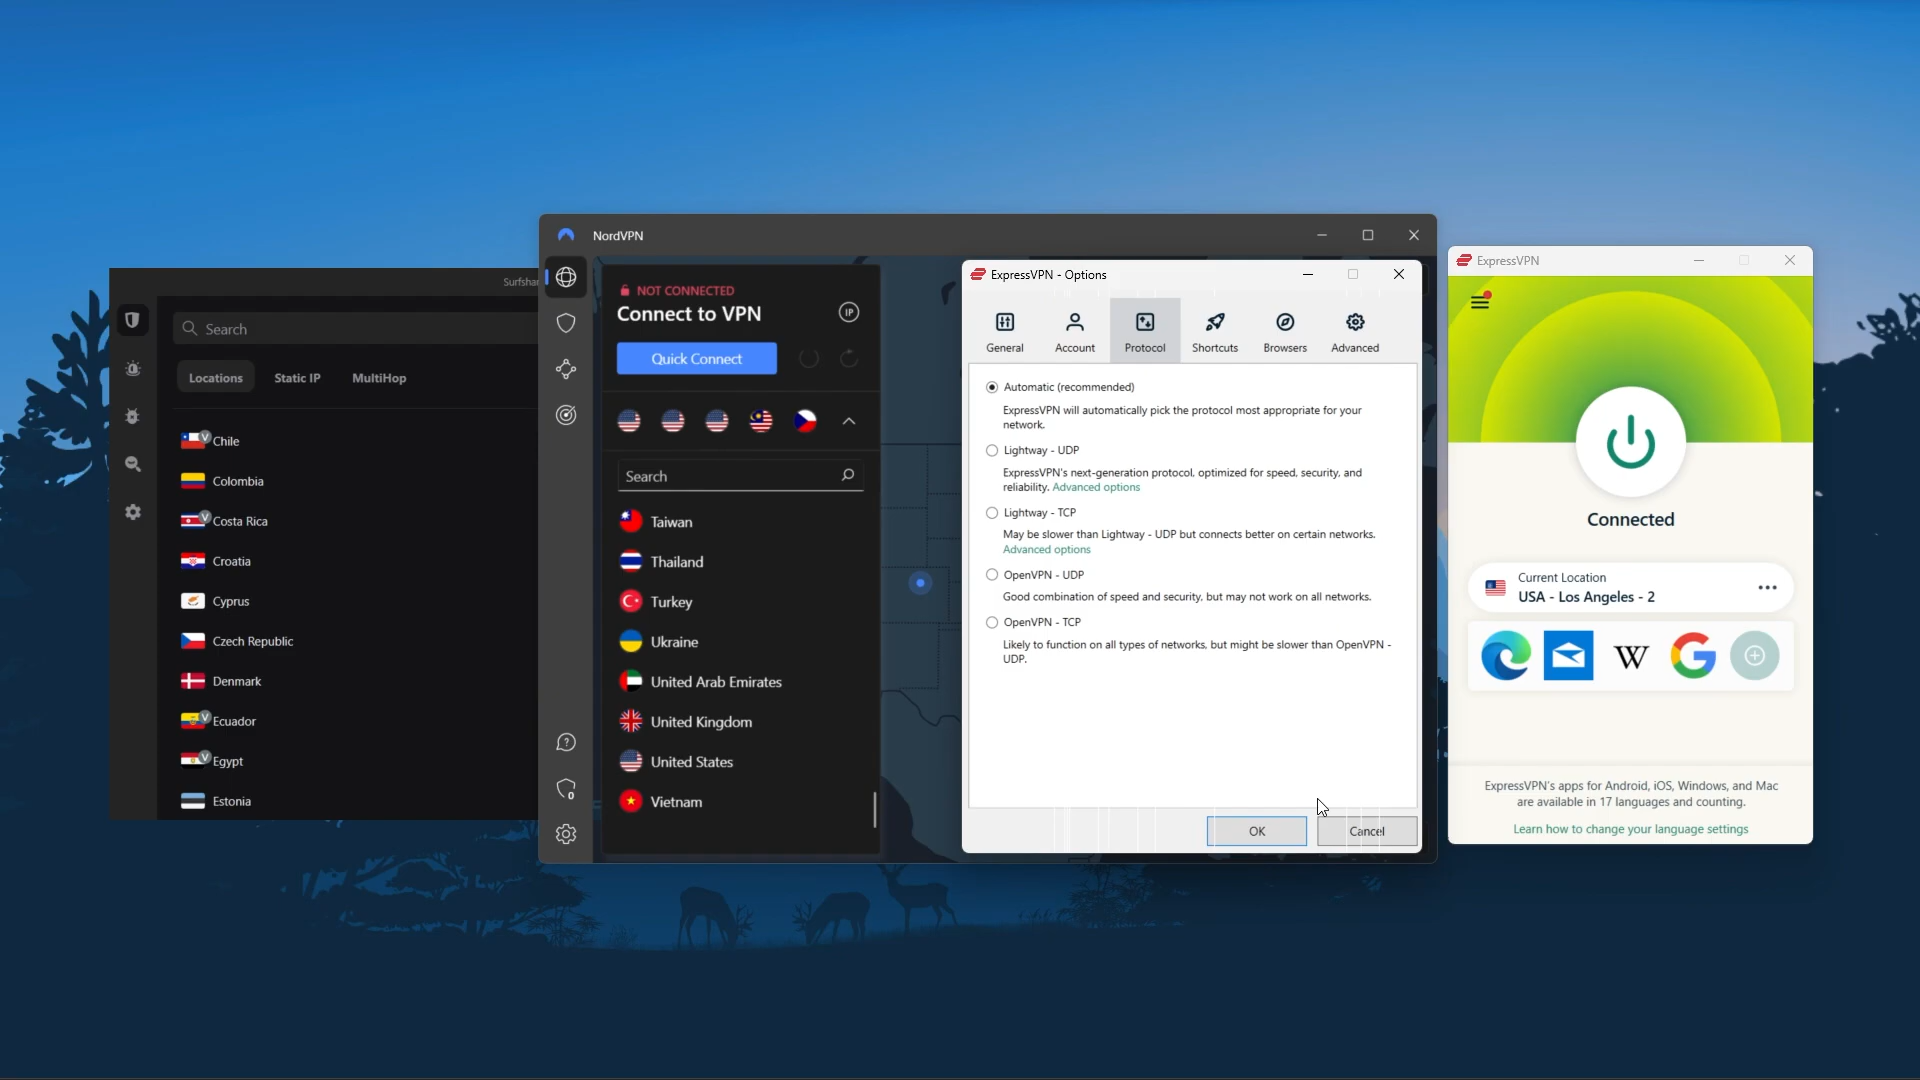 Surfshar
Search
Locations
Static IP
MultiHop
V Chile
Colombia
V Costa Rica
Croatia
Cyprus
Czech Republic
Denmark
V Ecuador
V Egypt
Estonia
NordVPN
NOT CONNECTED
Connect to VPN
IP
Quick Connect
Search
Taiwan
Thailand
Turkey
Ukraine
United Arab Emirates
United Kingdom
United States
Vietnam
?
0
ExpressVPN - Options
General
Account
Protocol
Shortcuts
Browsers
Advanced
Automatic (recommended)
ExpressVPN will automatically pick the protocol most appropriate for your
network.
Lightway - UDP
ExpressVPN's next-generation protocol, optimized for speed, security, and
reliability. Advanced options
Lightway - TCP
May be slower than Lightway - UDP but connects better on certain networks.
Advanced options
OpenVPN - UDP
Good combination of speed and security, but may not work on all networks.
OpenVPN - TCP
Likely to function on all types of networks, but might be slower than OpenVPN -
UDP.
OK
Cancel
ExpressVPN
Connected
Current Location
USA - Los Angeles - 2
W
G
ExpressVPN's apps for Android, iOS, Windows, and Mac
are available in 17 languages and counting.
Learn how to change your language settings